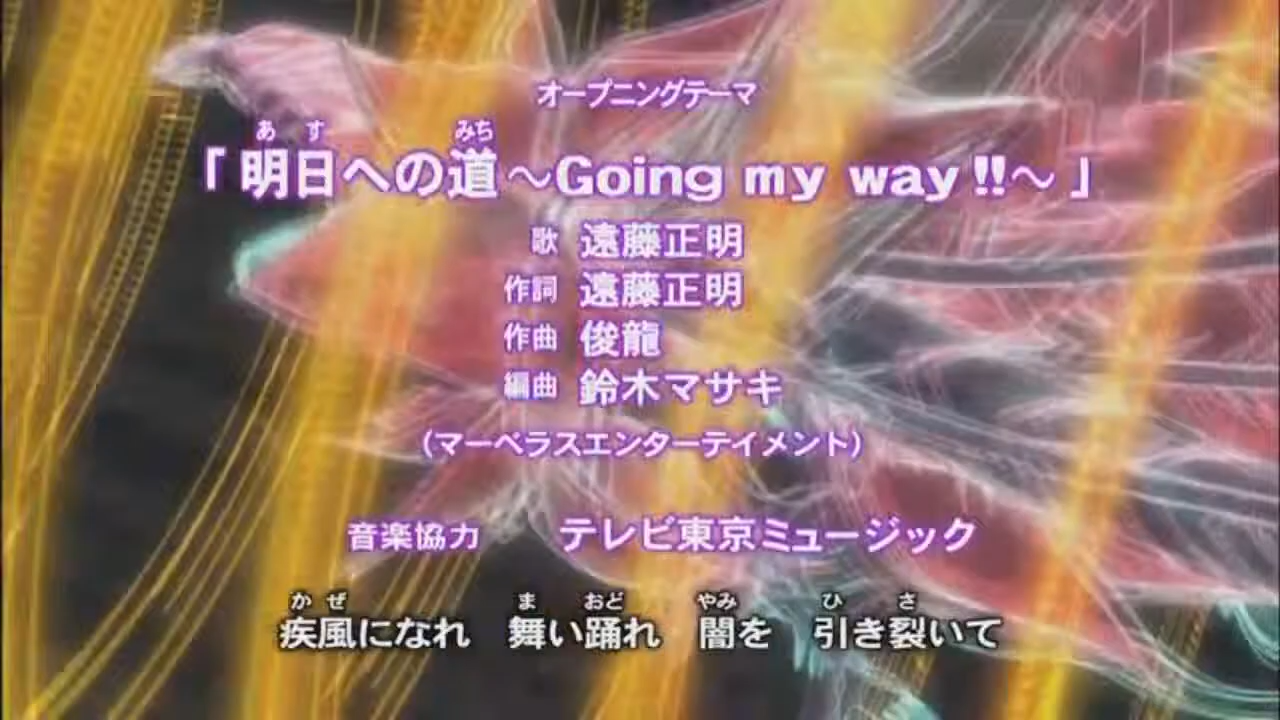 オープニングテーマ
あす みち
「明日への道～Going my way!!～」
歌 遠藤正明
作詞 遠藤正明
作曲 俊龍
編曲 鈴木マサキ
(マーベラスエンターテイメント)
音楽協力 テレビ東京ミュージック
かぜ ま おど やみ ひ さ
疾風になれ 舞い踊れ 闇を 引き裂いて